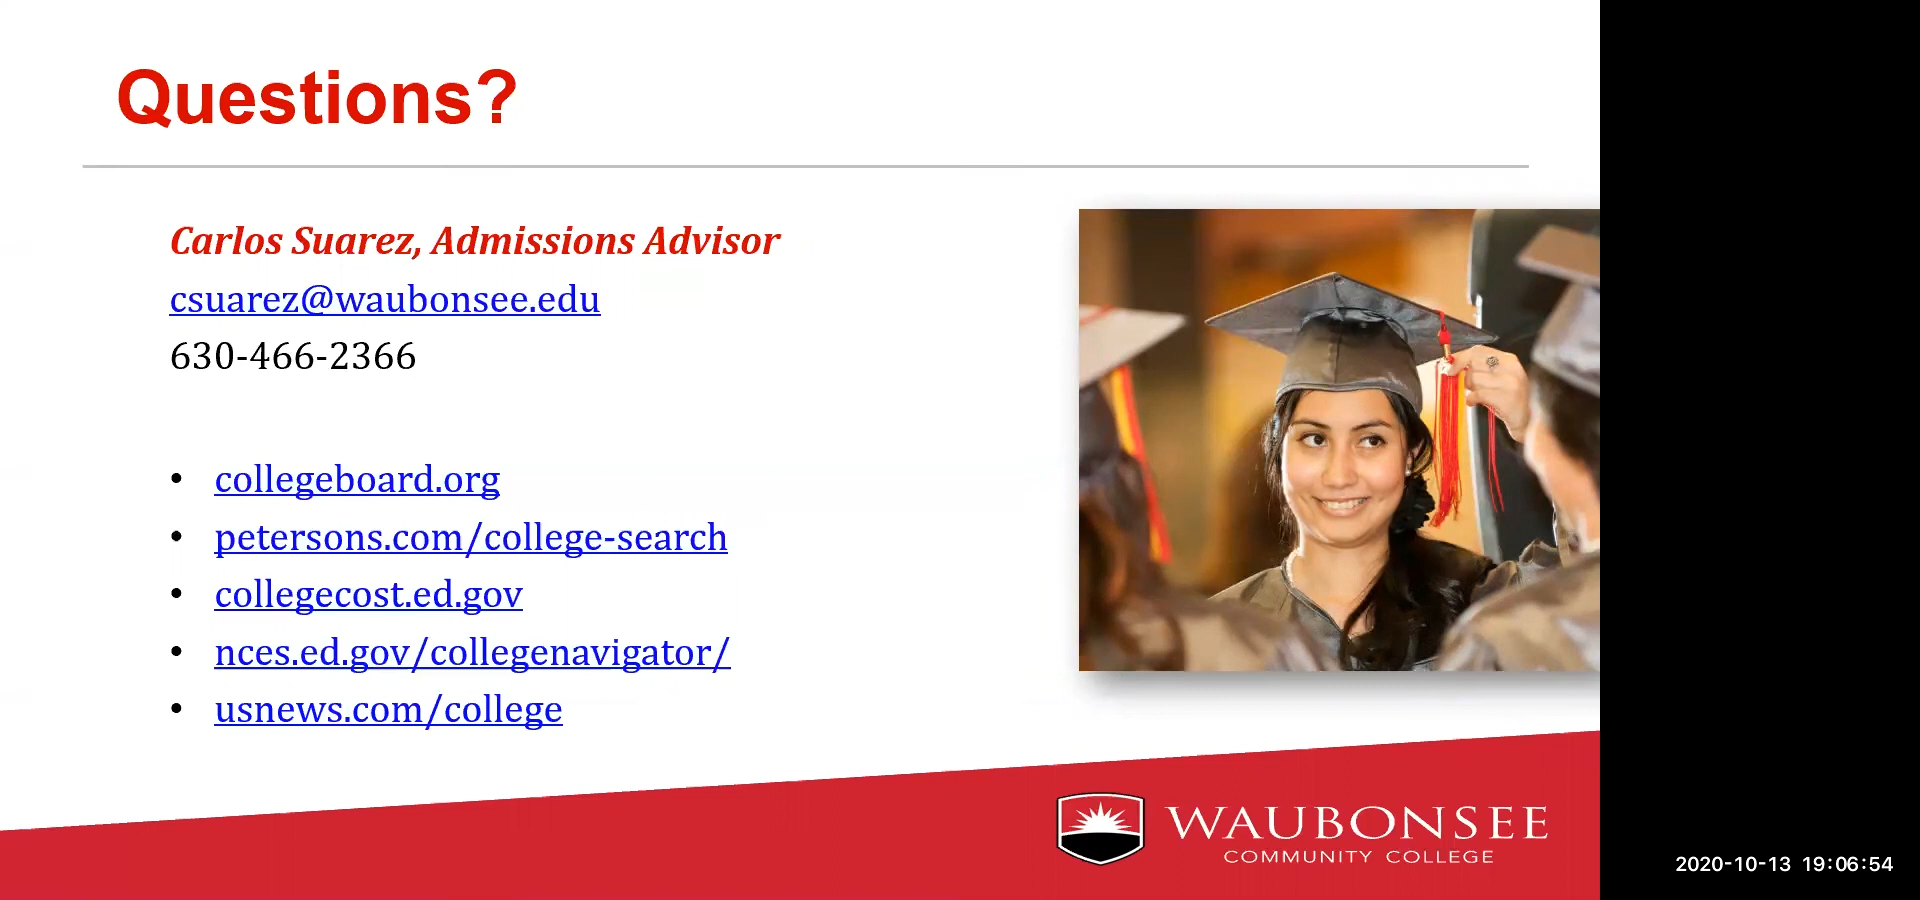 Questions?
Carlos Suarez, Admissions Advisor
csuarez@waubonsee.edu
630-466-2366
• collegeboard.org
• petersons.com/college-search
• collegecost.ed.gov
• nces.ed.gov/collegenavigator/
• usnews.com/college
WAUBONSEE
COMMUNITY COLLEGE
2020-10-13 19:06:54